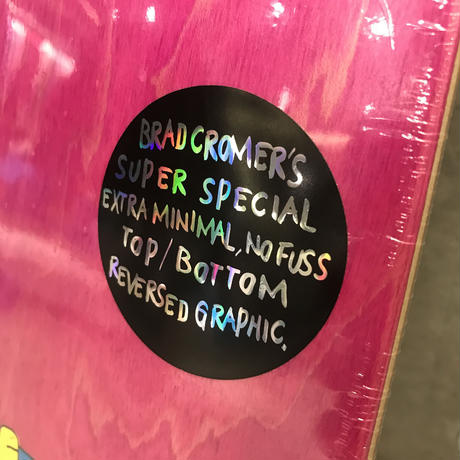 BRAD CROMER'S
SUPER SPECIAL
EXTRA MINIMAL, NO FUSS
TOP/BOTTOM
REVERSED GRAPHIC.